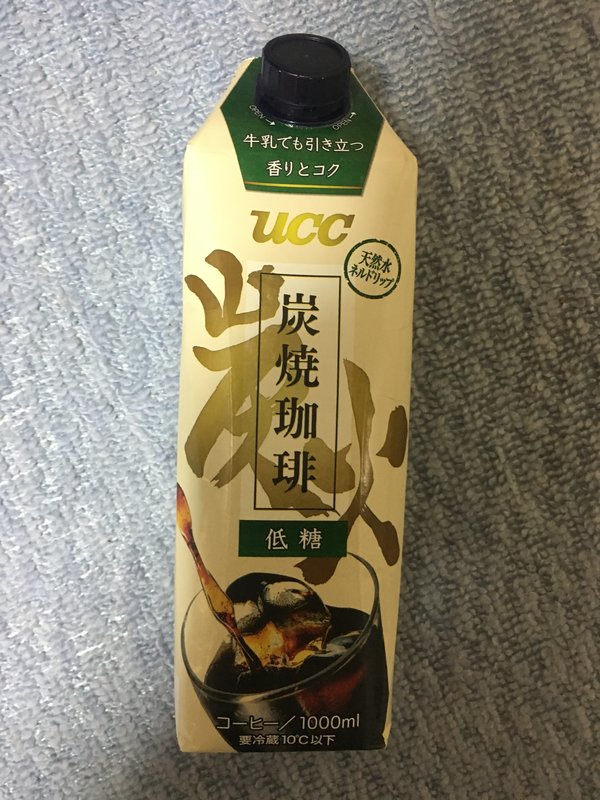 OPEN→
OPEN→
牛乳でも引き立つ
香りとコク
UCC
天然水
ネルドリップ
炭
炭焼珈琲
低糖
コーヒー/1000ml
要冷蔵10℃以下